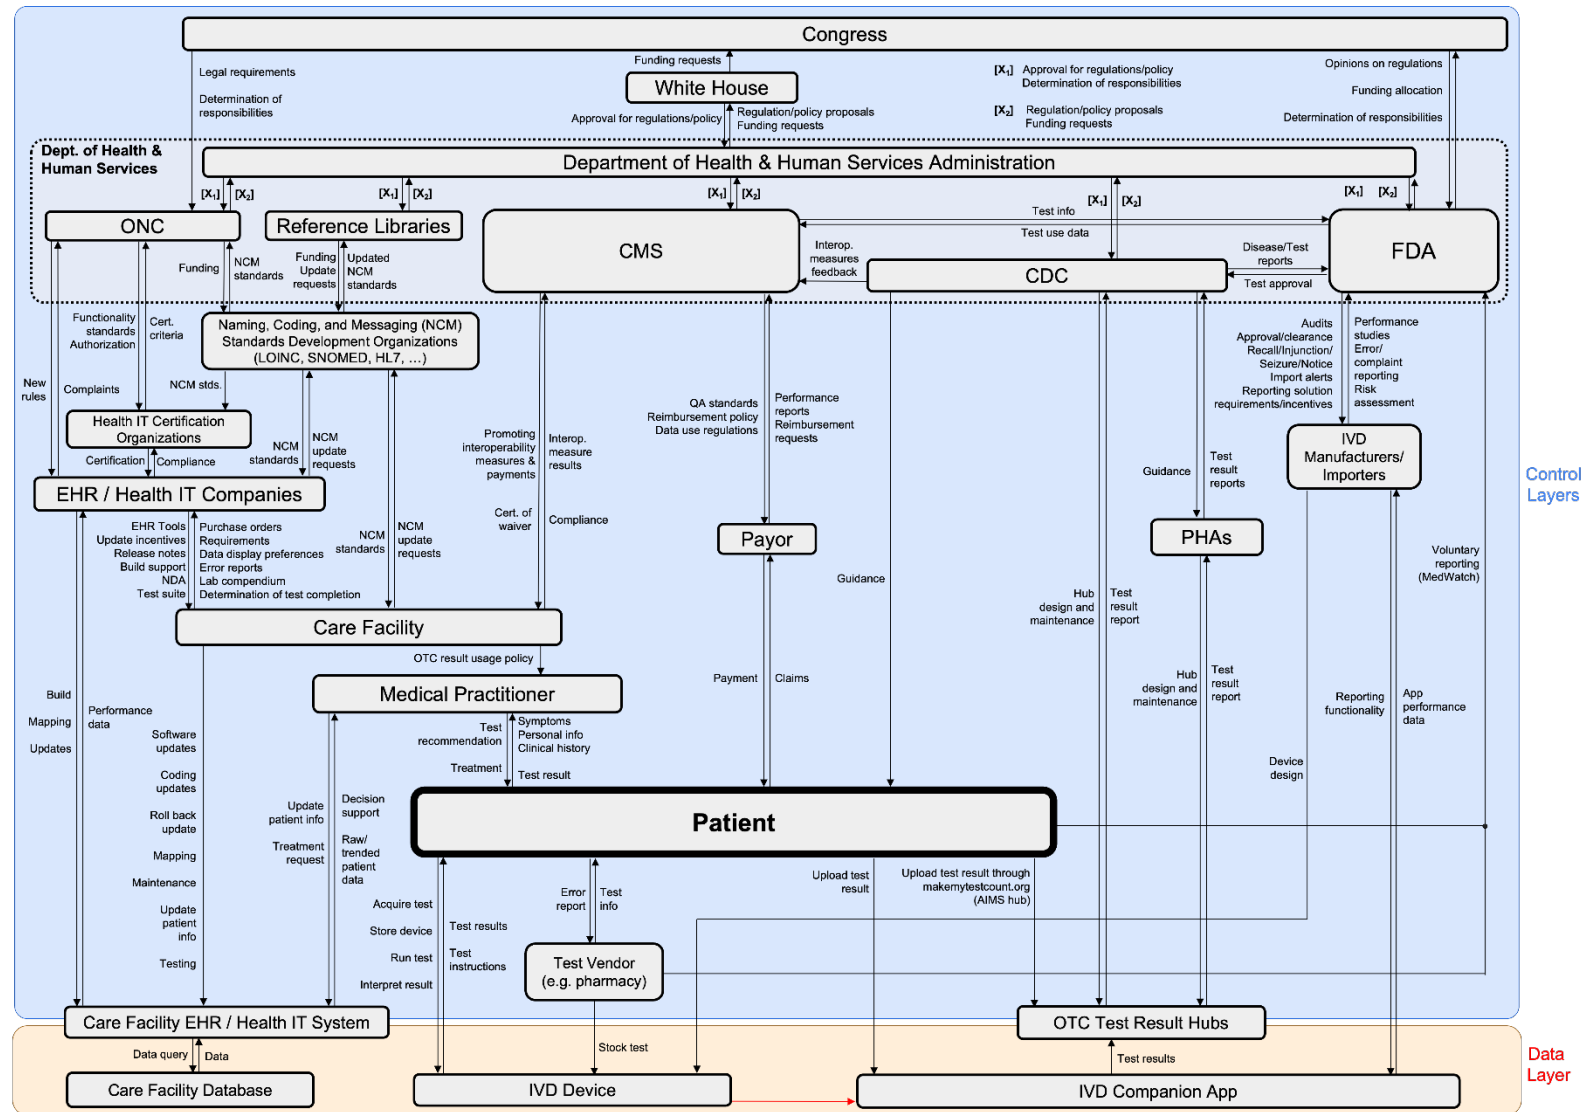 Congress
Legal requirements
Determination of
responsibilities
Funding requests
White House
Approval for regulations/policy
Regulation/policy proposals
Funding requests
[X1] Approval for regulations/policy
Determination of responsibilities
[X2] Regulation/policy proposals
Funding requests
Opinions on regulations
Funding allocation
Determination of responsibilities
Dept. of Health &
Human Services
Department of Health & Human Services Administration
[X1] [X2]
[X1] [X2]
[X1] [X2]
[X1] [X2]
[X1] [X2]
ONC
Reference Libraries
CMS
CDC
FDA
Test info
Test use data
Interop.
measures
feedback
Disease/Test
reports
Test approval
Funding
NCM
standards
Funding
Update
requests
Updated
NCM
standards
Functionality
standards
Authorization
Cert.
criteria
Naming, Coding, and Messaging (NCM)
Standards Development Organizations
(LOINC, SNOMED, HL7, ...)
New
rules
Complaints
NCM stds.
Health IT Certification
Organizations
Certification
Compliance
NCM
standards
NCM
update
requests
EHR / Health IT Companies
EHR Tools
Update incentives
Release notes
Build support
NDA
Test suite
Purchase orders
Requirements
Data display preferences
Error reports
Lab compendium
Determination of test completion
NCM
standards
NCM
update
requests
Promoting
interoperability
measures &
payments
Cert. of
waiver
Interop.
measure
results
Compliance
QA standards
Reimbursement policy
Data use regulations
Performance
reports
Reimbursement
requests
Payor
Guidance
Audits
Approval/clearance
Recall/Injunction/
Seizure/Notice
Import alerts
Reporting solution
requirements/incentives
Performance
studies
Error/
complaint
reporting
Risk
assessment
IVD
Manufacturers/
Importers
Guidance
Test
result
reports
PHAs
Control
Layers
Voluntary
reporting
(MedWatch)
Hub
design and
maintenance
Test
result
report
Hub
design and
maintenance
Test
result
report
Care Facility
OTC result usage policy
Medical Practitioner
Payment
Claims
Build
Mapping
Updates
Performance
data
Software
updates
Coding
updates
Roll back
update
Mapping
Maintenance
Update
patient
info
Testing
Test
recommendation
Treatment
Symptoms
Personal info
Clinical history
Test result
Update
patient info
Treatment
request
Decision
support
Raw/
trended
patient
data
Reporting
functionality
App
performance
data
Device
design
Patient
Acquire test
Store device
Run test
Interpret result
Test results
Test
instructions
Error
report
Test
info
Upload test
result
Upload test result through
makemytestcount.org
(AIMS hub)
Test Vendor
(e.g. pharmacy)
Care Facility EHR / Health IT System
OTC Test Result Hubs
Data query
Data
Stock test
Test results
Data
Layer
Care Facility Database
IVD Device
IVD Companion App